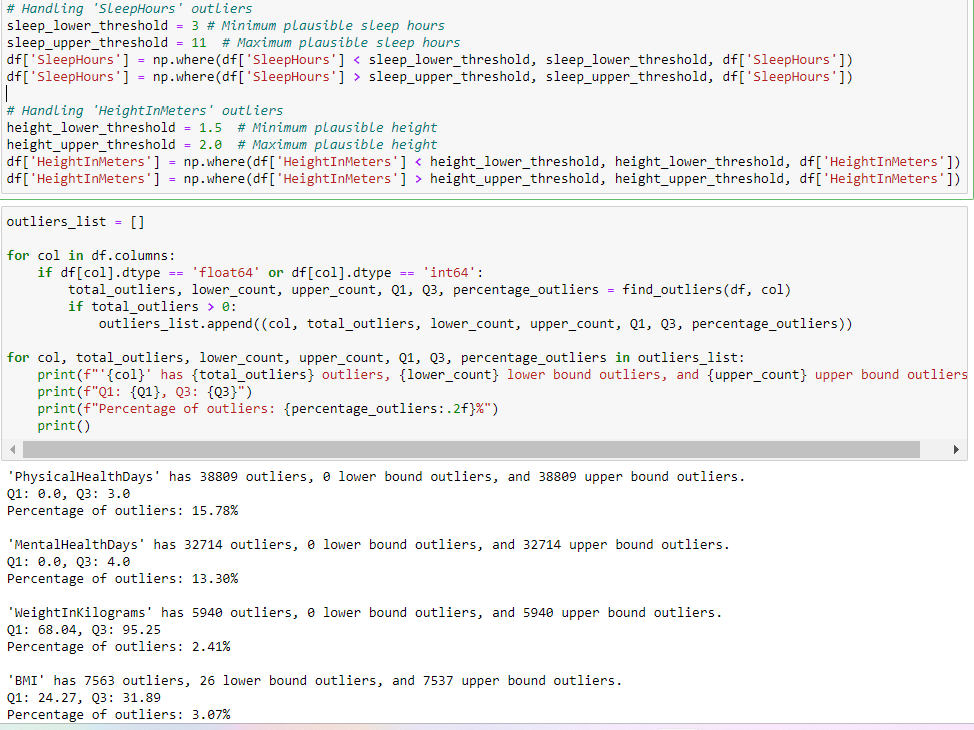 # Handling 'SleepHours' outliers
sleep_lower_threshold = 3 # Minimum plausible sleep hours
sleep_upper_threshold = 11  # Maximum plausible sleep hours
df['SleepHours'] = np.where(df['SleepHours'] < sleep_lower_threshold, sleep_lower_threshold, df['SleepHours'])
df['SleepHours'] = np.where(df['SleepHours'] > sleep_upper_threshold, sleep_upper_threshold, df['SleepHours'])
# Handling 'HeightInMeters' outliers
height_lower_threshold = 1.5  # Minimum plausible height
height_upper_threshold = 2.0  # Maximum plausible height
df['HeightInMeters'] = np.where(df['HeightInMeters'] < height_lower_threshold, height_lower_threshold, df['HeightInMeters'])
df['HeightInMeters'] = np.where(df['HeightInMeters'] > height_upper_threshold, height_upper_threshold, df['HeightInMeters'])
outliers_list = []
for col in df.columns:
    if df[col].dtype == 'float64' or df[col].dtype == 'int64':
        total_outliers, lower_count, upper_count, Q1, Q3, percentage_outliers = find_outliers(df, col)
        if total_outliers > 0:
            outliers_list.append((col, total_outliers, lower_count, upper_count, Q1, Q3, percentage_outliers))
for col, total_outliers, lower_count, upper_count, Q1, Q3, percentage_outliers in outliers_list:
    print(f"'{col}' has {total_outliers} outliers, {lower_count} lower bound outliers, and {upper_count} upper bound outliers
    print(f"Q1: {Q1}, Q3: {Q3}")
    print(f"Percentage of outliers: {percentage_outliers:.2f}%")
    print()
'PhysicalHealthDays' has 38809 outliers, 0 lower bound outliers, and 38809 upper bound outliers.
Q1: 0.0, Q3: 3.0
Percentage of outliers: 15.78%
'MentalHealthDays' has 32714 outliers, 0 lower bound outliers, and 32714 upper bound outliers.
Q1: 0.0, Q3: 4.0
Percentage of outliers: 13.30%
'WeightInKilograms' has 5940 outliers, 0 lower bound outliers, and 5940 upper bound outliers.
Q1: 68.04, Q3: 95.25
Percentage of outliers: 2.41%
'BMI' has 7563 outliers, 26 lower bound outliers, and 7537 upper bound outliers.
Q1: 24.27, Q3: 31.89
Percentage of outliers: 3.07%